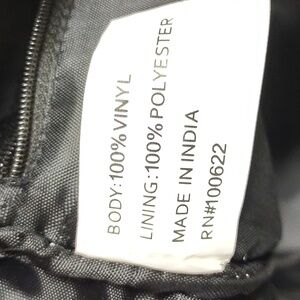 BODY:100%VINYL
LINING:100%POLYESTER
MADE IN INDIA
RN#100622